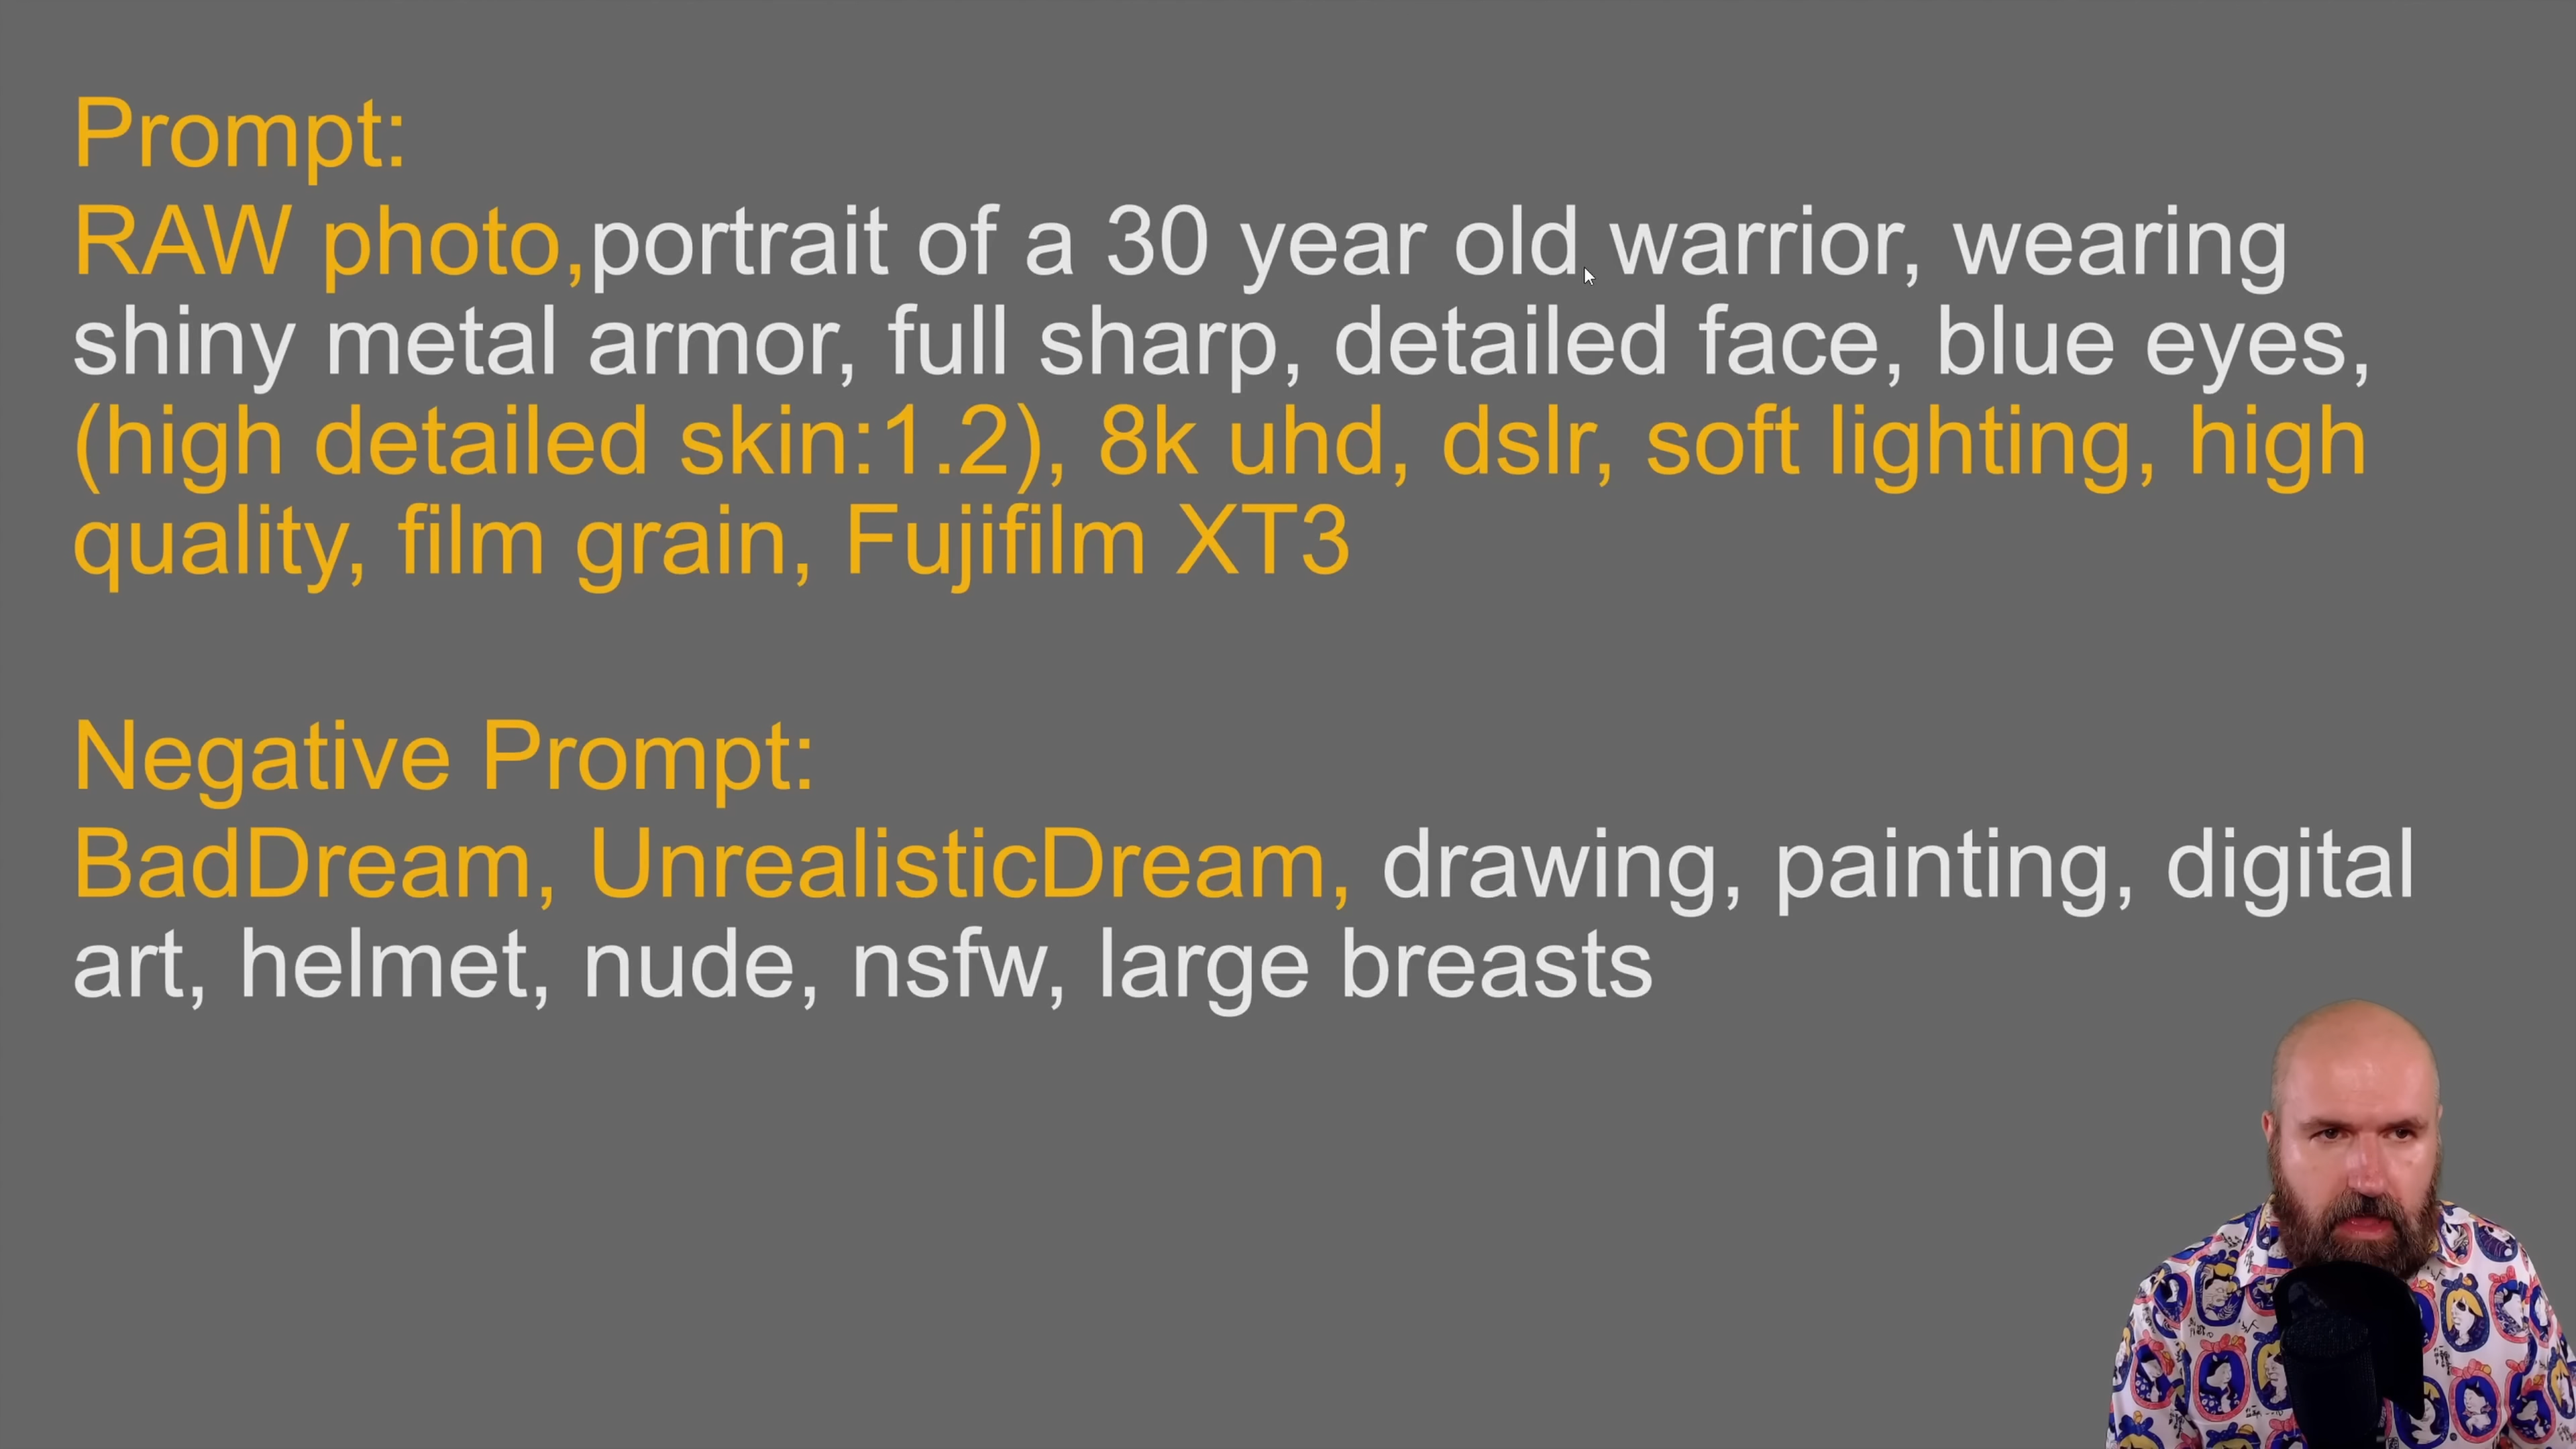 Prompt:
RAW photo,portrait of a 30 year old warrior, wearing
shiny metal armor, full sharp, detailed face, blue eyes,
(high detailed skin:1.2), 8k uhd, dslr, soft lighting, high
quality, film grain, Fujifilm XT3
Negative Prompt:
BadDream, UnrealisticDream, drawing, painting, digital
art, helmet, nude, nsfw, large breasts